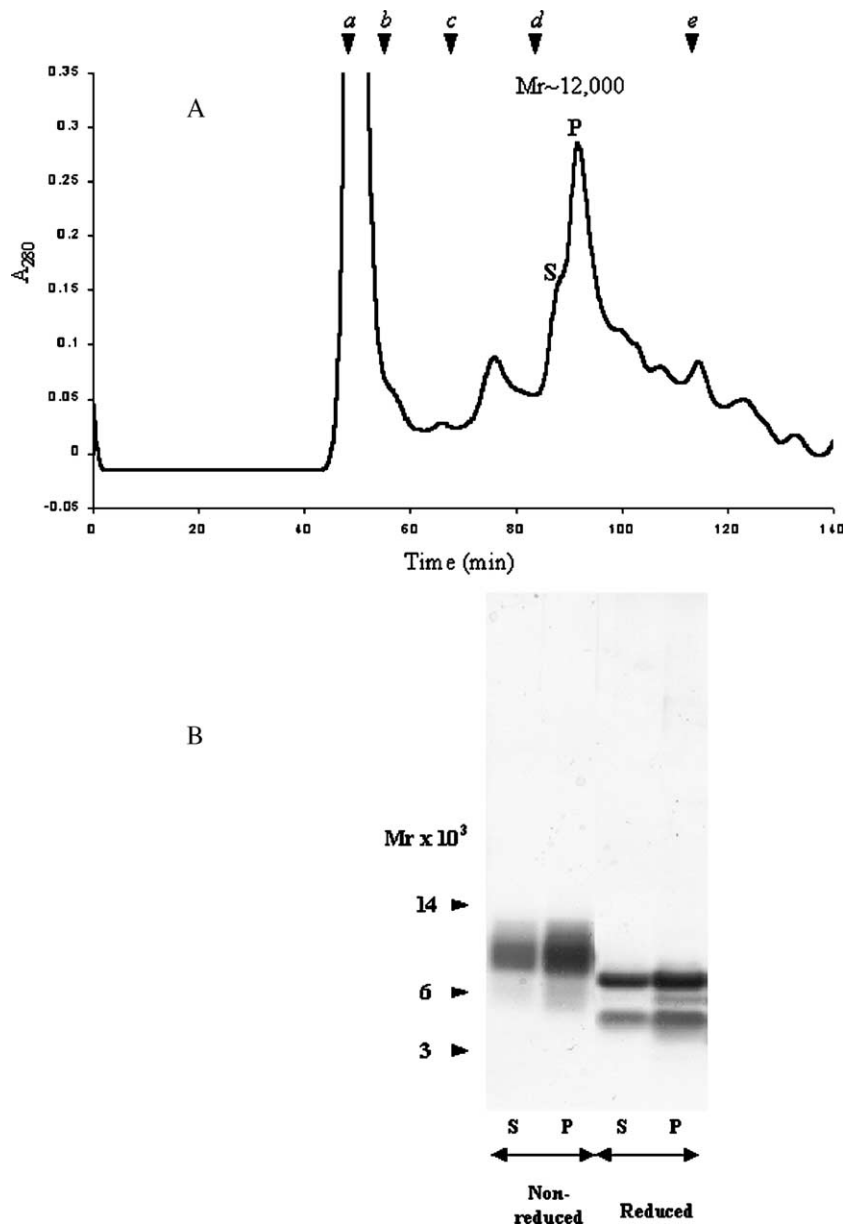 a b c d e
A
Mr~12,000
P
S
0.35
0.3
0.25
0.2
0.15
0.1
0.05
0
-0.05
A280
0 20 40 60 80 100 120 140
Time (min)
B
Mr x 10³
14
6
3
S P S P
Non-
reduced Reduced